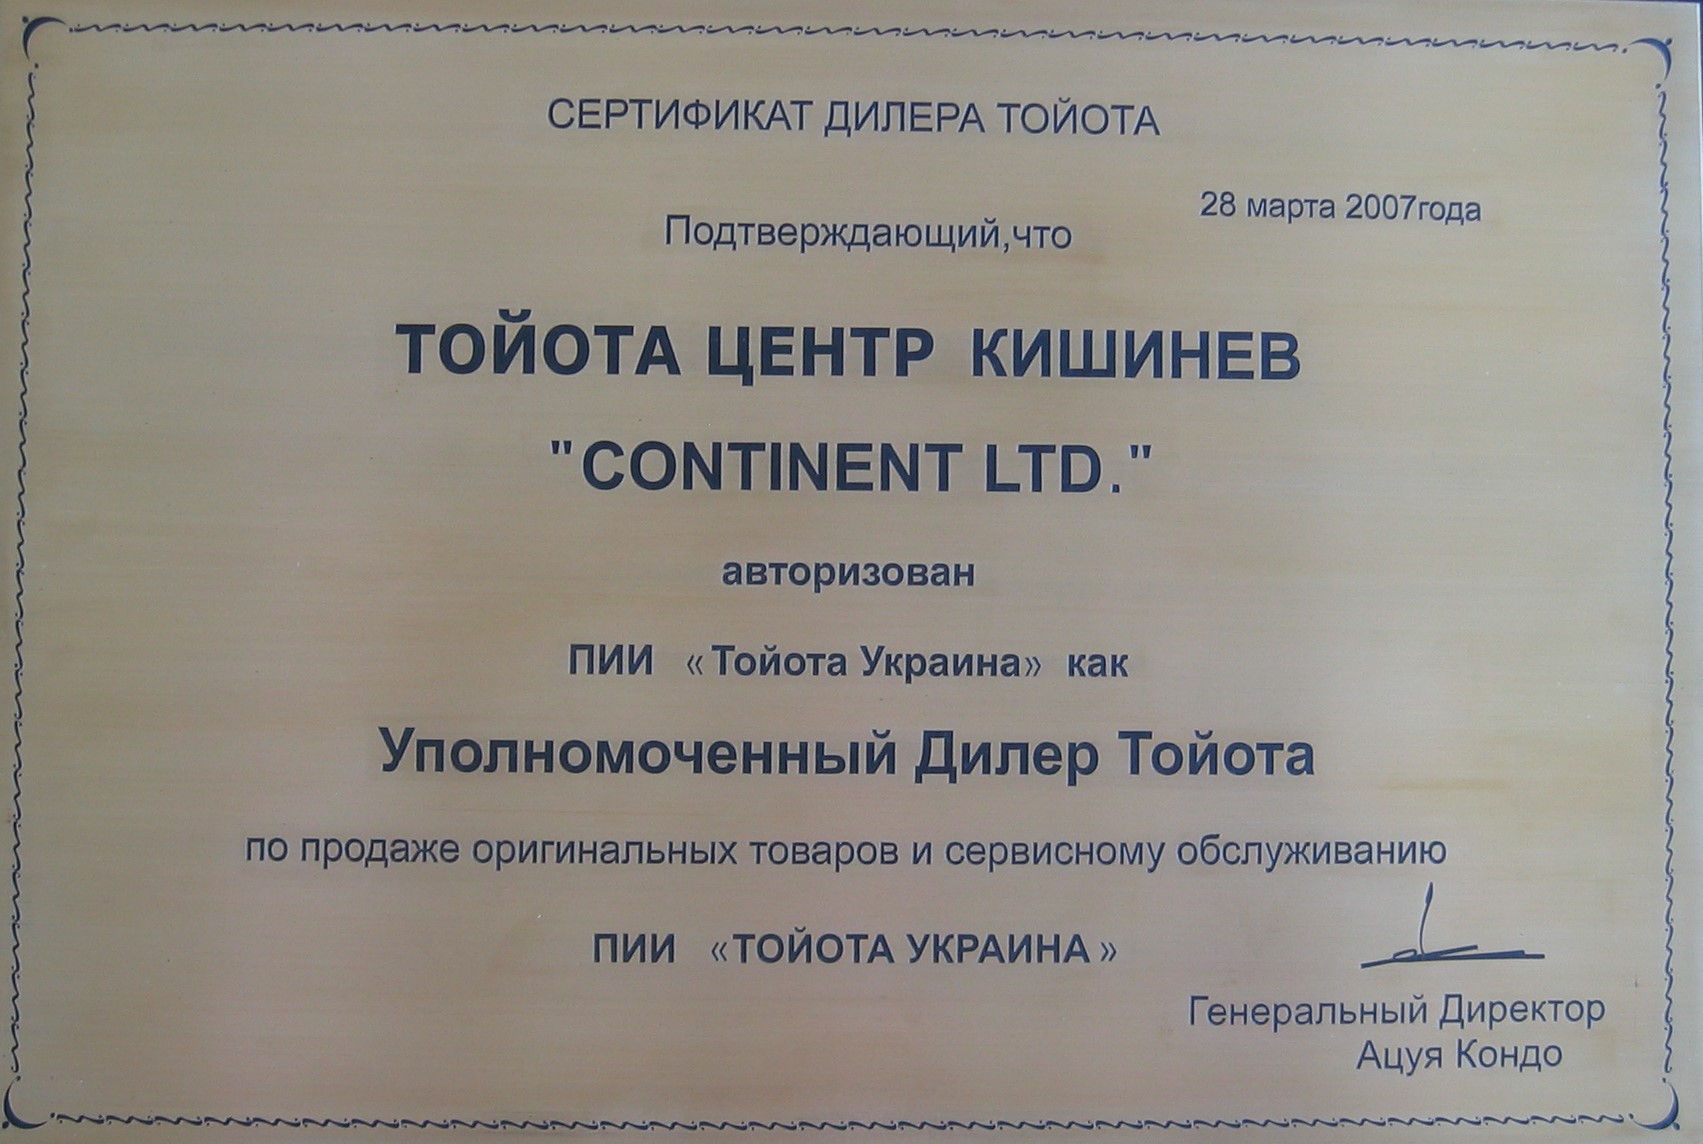 СЕРТИФИКАТ ДИЛЕРА ТОЙОТА
28 марта 2007года
Подтверждающий,что
ТОЙОТА ЦЕНТР КИШИНЕВ
"CONTINENT LTD."
авторизован
ПИИ «Тойота Украина» как
Уполномоченный Дилер Тойота
по продаже оригинальных товаров и сервисному обслуживанию
ПИИ «ТОЙОТА УКРАИНА»
Генеральный Директор
Ацуя Кондо